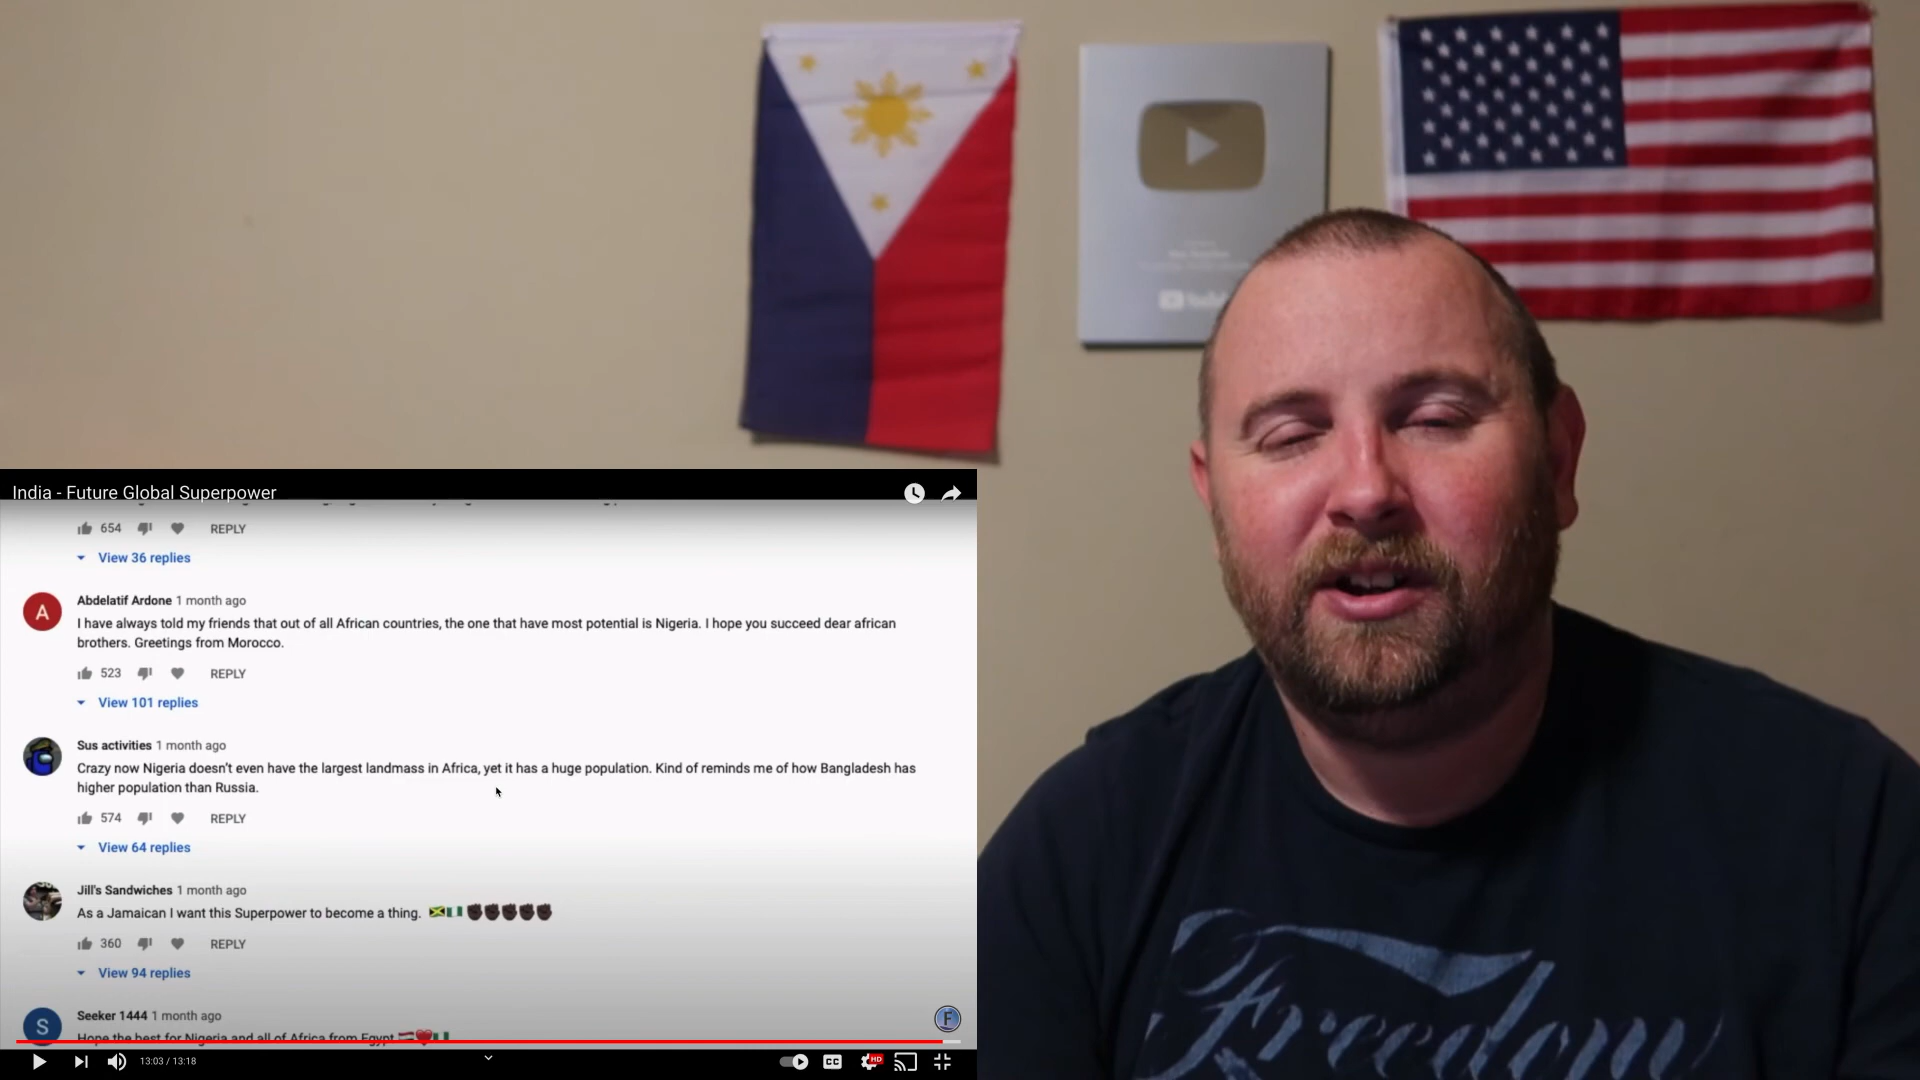 India - Future Global Superpower
654 REPLY
View 36 replies
Abdelatif Ardone 1 month ago
I have always told my friends that out of all African countries, the one that have most potential is Nigeria. I hope you succeed dear african
brothers. Greetings from Morocco.
523 REPLY
View 101 replies
Sus activities 1 month ago
Crazy now Nigeria doesn't even have the largest landmass in Africa, yet it has a huge population. Kind of reminds me of how Bangladesh has
higher population than Russia.
574 REPLY
View 64 replies
Jill's Sandwiches 1 month ago
As a Jamaican I want this Superpower to become a thing. 🇯🇲🇳🇬✊🏿✊🏿✊🏿✊🏿✊🏿
360 REPLY
View 94 replies
Seeker 1444 1 month ago
Hope the best for Nigeria and all of Africa from Egypt 🇪🇬❤️🇳🇬
A
S
F
13:03 / 13:18
CC
HD
Freedom